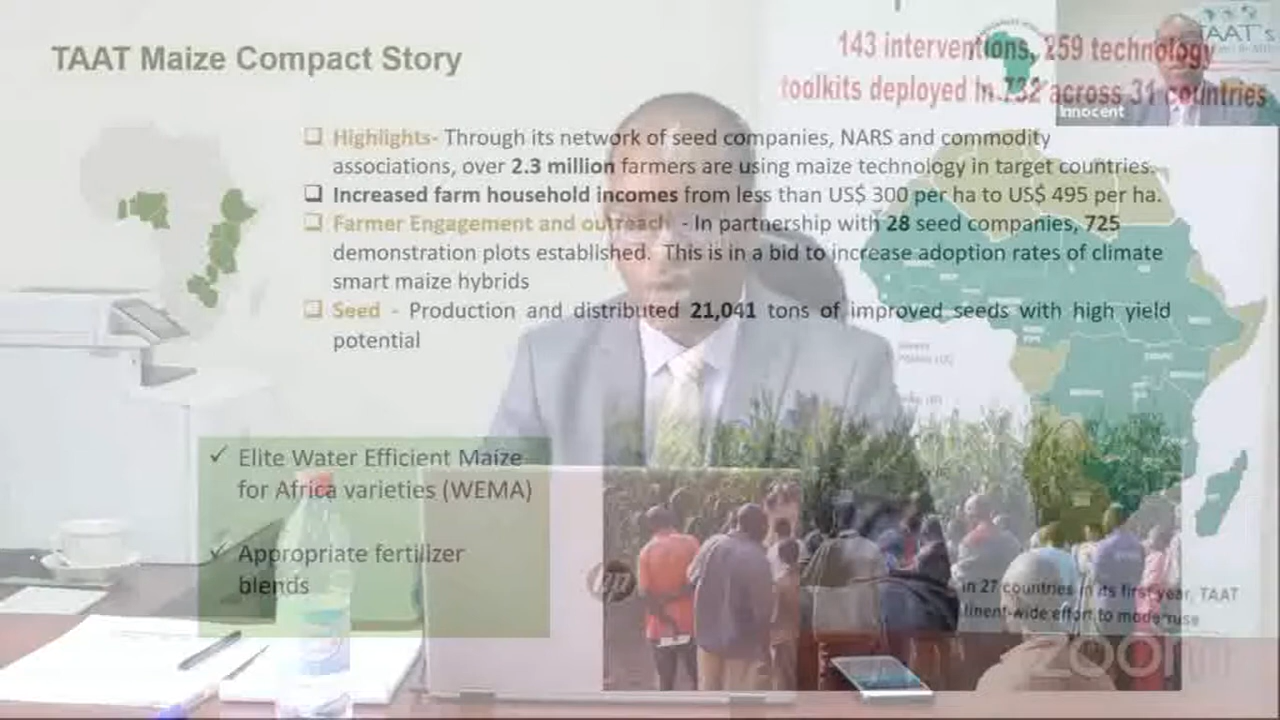 TAAT Maize Compact Story
143 interventions, 259 technology
toolkits deployed in 732 across 31 countries
TAAT's
Innocent
❑ Highlights- Through its network of seed companies, NARS and commodity
associations, over 2.3 million farmers are using maize technology in target countries.
❑ Increased farm household incomes from less than US$ 300 per ha to US$ 495 per ha.
❑ Farmer Engagement and outreach - In partnership with 28 seed companies, 725
demonstration plots established. This is in a bid to increase adoption rates of climate
smart maize hybrids
❑ Seed - Production and distributed 21,041 tons of improved seeds with high yield
potential
✓ Elite Water Efficient Maize
for Africa varieties (WEMA)
✓ Appropriate fertilizer
blends
hp
in 27 countries in its first year, TAAT
zoom